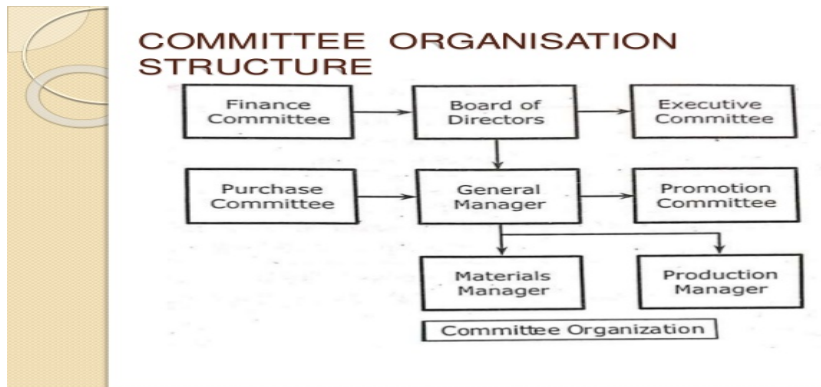 COMMITTEE ORGANISATION
STRUCTURE
Finance
Committee
Board of
Directors
Executive
Committee
Purchase
Committee
General
Manager
Promotion
Committee
Materials
Manager
Production
Manager
Committee Organization